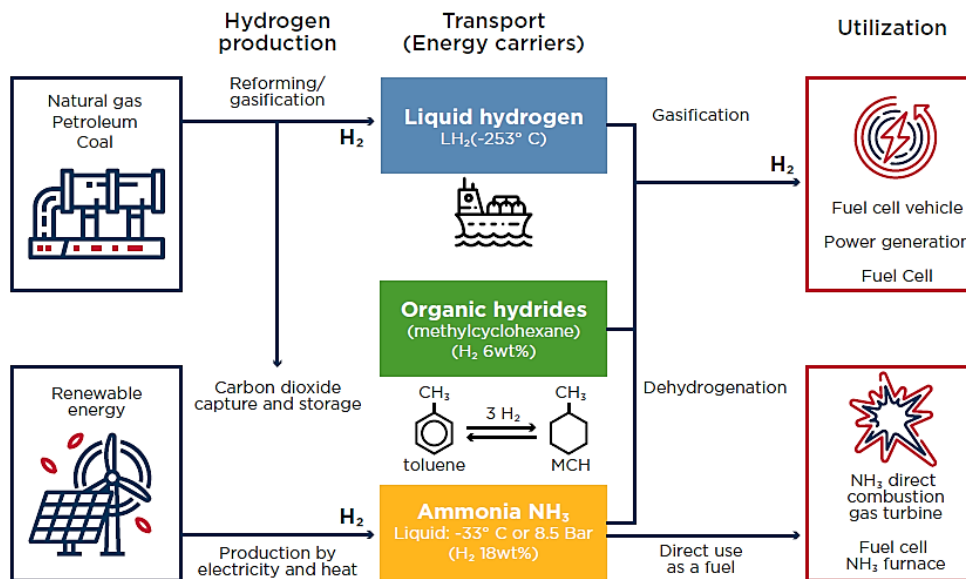 Hydrogen
production
Transport
(Energy carriers)
Utilization
Natural gas
Petroleum
Coal
Reforming/
gasification
H₂
Liquid hydrogen
LH₂(-253° C)
Gasification
H₂
Fuel cell vehicle
Power generation
Fuel Cell
Organic hydrides
(methylcyclohexane)
(H₂ 6wt%)
Renewable
energy
Carbon dioxide
capture and storage
CH₃
3 H₂
CH₃
toluene
MCH
Dehydrogenation
H₂
Production by
electricity and heat
Ammonia NH₃
Liquid: -33° C or 8.5 Bar
(H₂ 18wt%)
Direct use
as a fuel
NH₃ direct
combustion
gas turbine
Fuel cell
NH₃ furnace